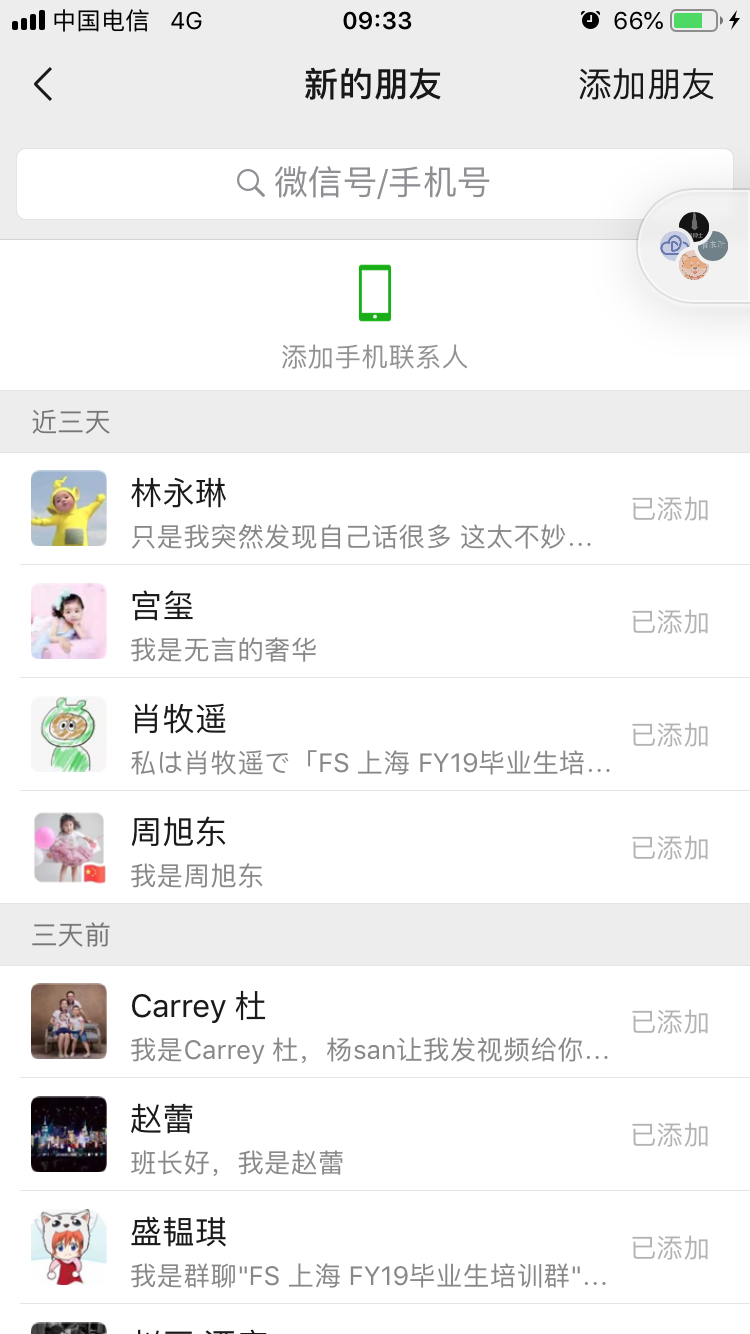 中国电信 4G 09:33 66%
新的朋友 添加朋友
微信号/手机号
添加手机联系人
近三天
林永琳
已添加
只是我突然发现自己话很多 这太不妙...
宫玺
已添加
我是无言的奢华
肖牧遥
已添加
私は肖牧遥で「FS 上海 FY19毕业生培...
周旭东
已添加
我是周旭东
三天前
Carrey 杜
已添加
我是Carrey 杜，杨san让我发视频给你...
赵蕾
已添加
班长好，我是赵蕾
盛韫琪
已添加
我是群聊"FS 上海 FY19毕业生培训群"...